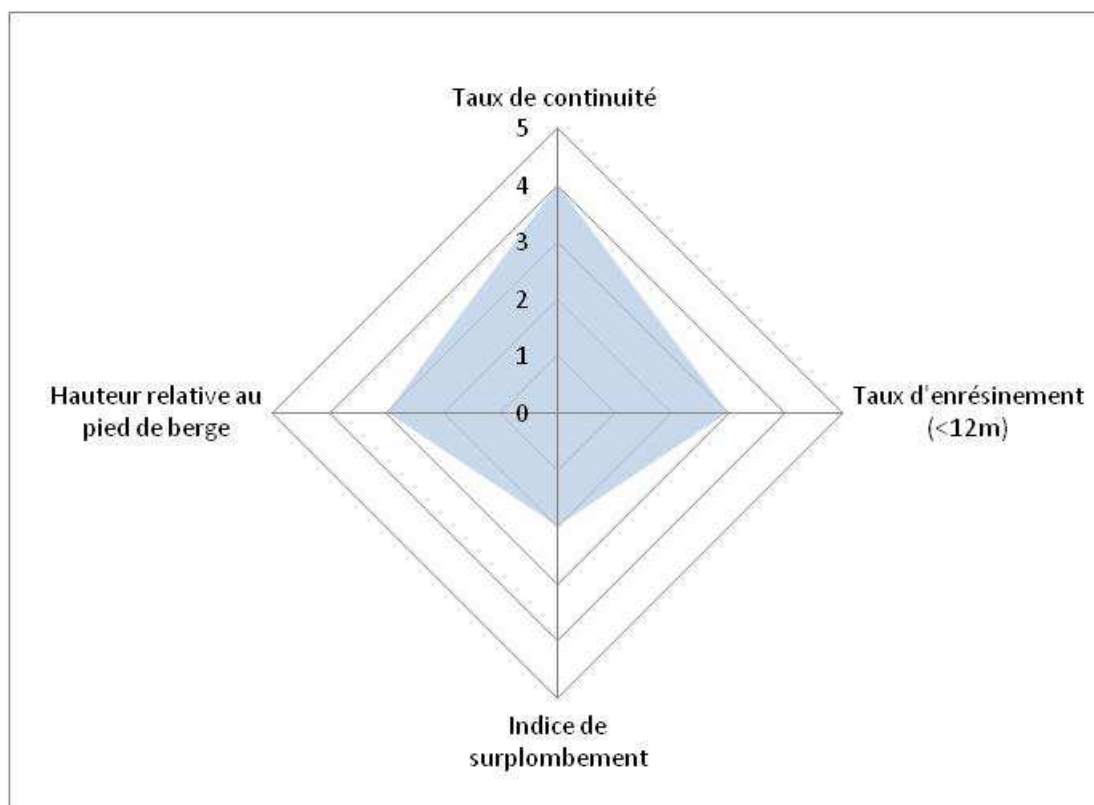 Taux de continuité
5
4
3
2
1
0
Hauteur relative au
pied de berge
Taux d'enrésinement
(<12m)
Indice de
surplombement